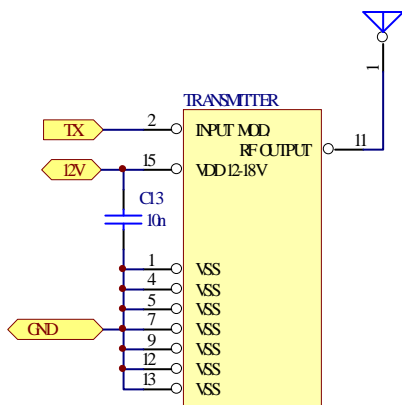 TRANSMITTER
1
TX
2
INPUT MOD.
RF OUTPUT
11
12V
15
VDD 12-18V
C13
10n
1
VSS
4
VSS
5
VSS
GND
7
VSS
9
VSS
12
VSS
13
VSS